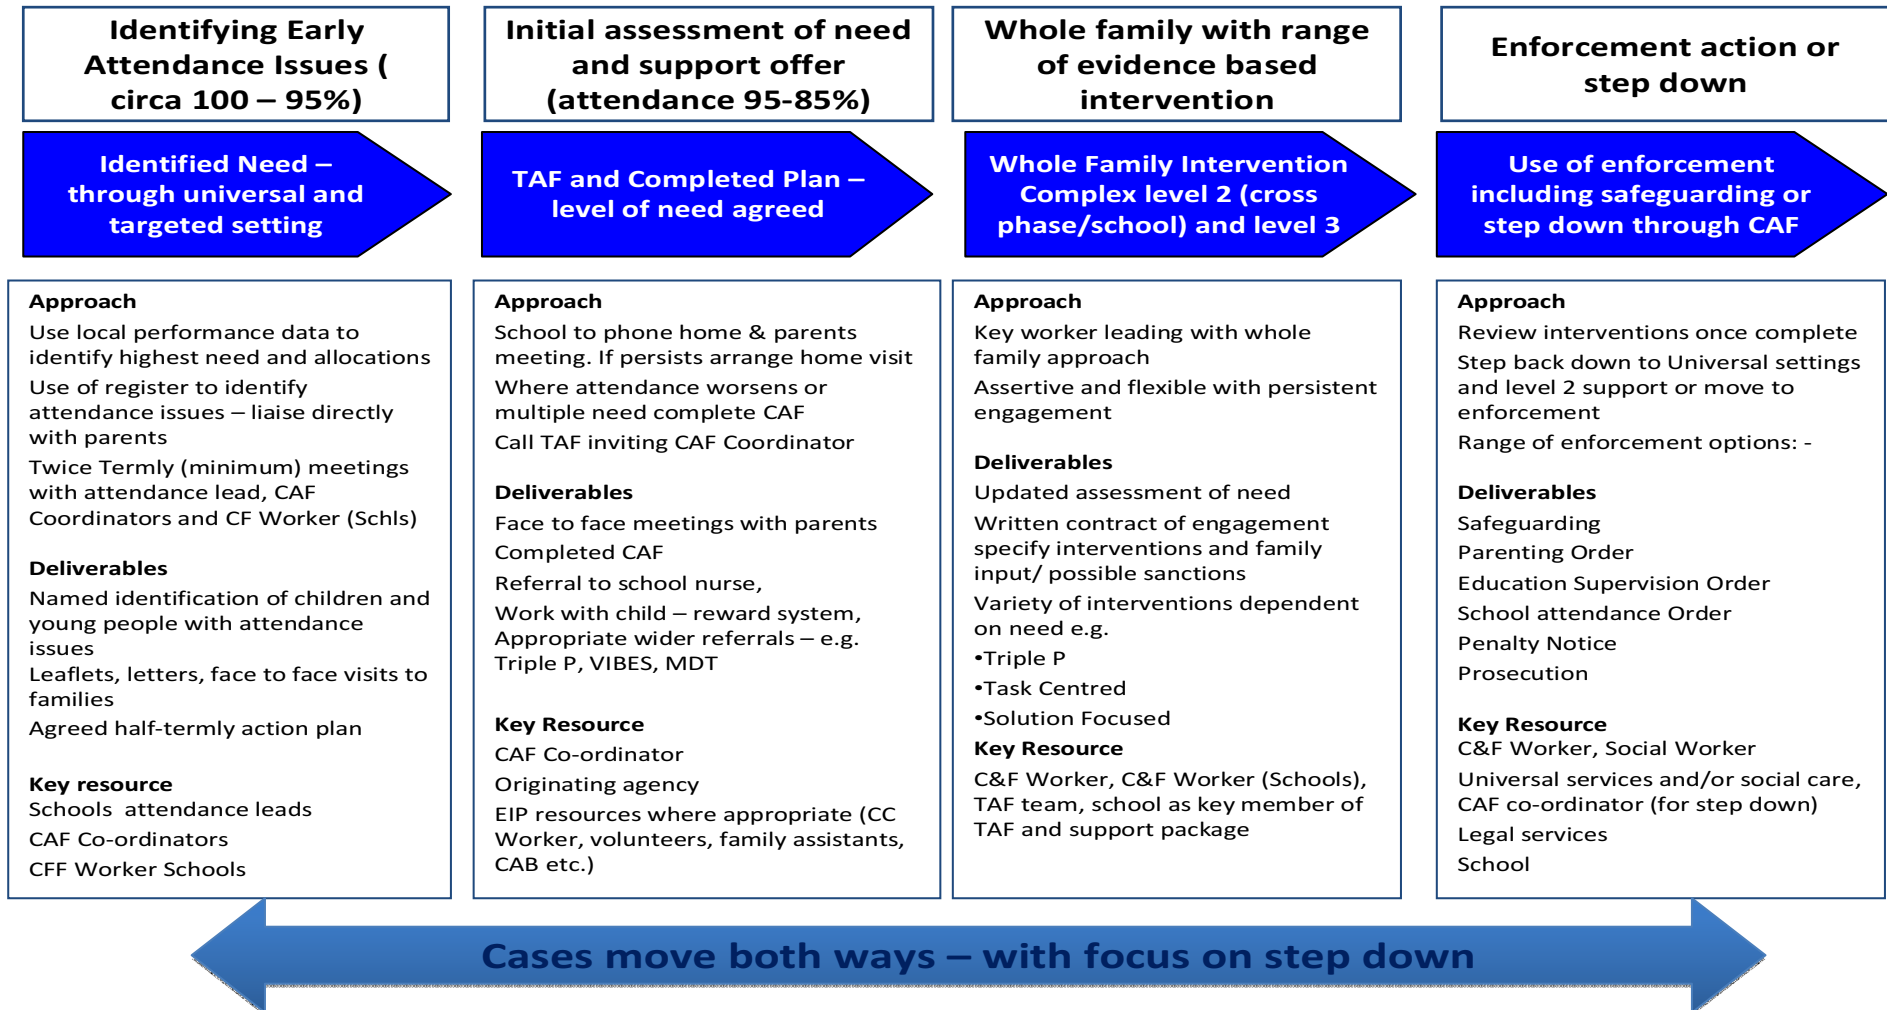 Identifying Early
Attendance Issues (
circa 100 – 95%)
Identified Need –
through universal and
targeted setting
Approach
Use local performance data to
identify highest need and allocations
Use of register to identify
attendance issues – liaise directly
with parents
Twice Termly (minimum) meetings
with attendance lead, CAF
Coordinators and CF Worker (Schls)
Deliverables
Named identification of children and
young people with attendance
issues
Leaflets, letters, face to face visits to
families
Agreed half-termly action plan
Key resource
Schools  attendance leads
CAF Co-ordinators
CFF Worker Schools
Initial assessment of need
and support offer
(attendance 95-85%)
TAF and Completed Plan –
level of need agreed
Approach
School to phone home & parents
meeting. If persists arrange home visit
Where attendance worsens or
multiple need complete CAF
Call TAF inviting CAF Coordinator
Deliverables
Face to face meetings with parents
Completed CAF
Referral to school nurse,
Work with child – reward system,
Appropriate wider referrals – e.g.
Triple P, VIBES, MDT
Key Resource
CAF Co-ordinator
Originating agency
EIP resources where appropriate (CC
Worker, volunteers, family assistants,
CAB etc.)
Whole family with range
of evidence based
intervention
Whole Family Intervention
Complex level 2 (cross
phase/school) and level 3
Approach
Key worker leading with whole
family approach
Assertive and flexible with persistent
engagement
Deliverables
Updated assessment of need
Written contract of engagement
specify interventions and family
input/ possible sanctions
Variety of interventions dependent
on need e.g.
•Triple P
•Task Centred
•Solution Focused
Key Resource
C&F Worker, C&F Worker (Schools),
TAF team, school as key member of
TAF and support package
Enforcement action or
step down
Use of enforcement
including safeguarding or
step down through CAF
Approach
Review interventions once complete
Step back down to Universal settings
and level 2 support or move to
enforcement
Range of enforcement options: -
Deliverables
Safeguarding
Parenting Order
Education Supervision Order
School attendance Order
Penalty Notice
Prosecution
Key Resource
C&F Worker, Social Worker
Universal services and/or social care,
CAF co-ordinator (for step down)
Legal services
School
Cases move both ways – with focus on step down